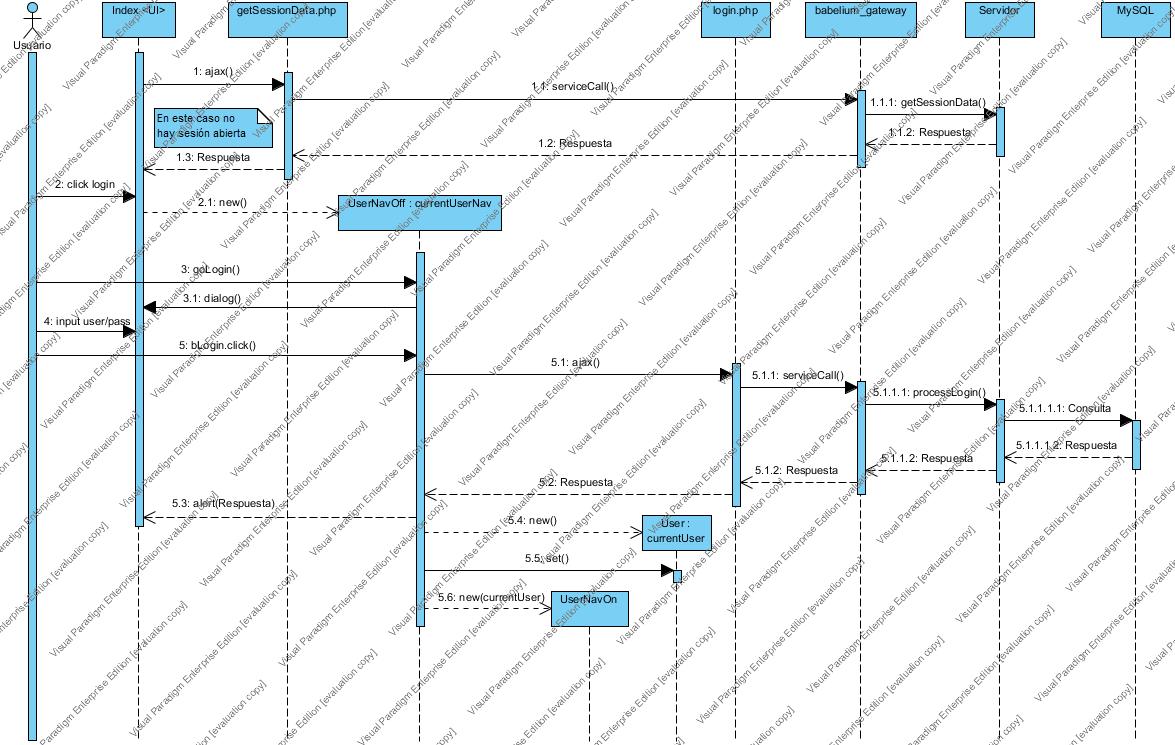 Usuario
Index <UI>
getSessionData.php
login.php
babelium_gateway
Servidor
MySQL
1: ajax()
1.1: serviceCall()
1.1.1: getSessionData()
En este caso no
hay sesión abierta
1.1.2: Respuesta
1.2: Respuesta
1.3: Respuesta
2: click login
2.1: new()
UserNavOff : currentUserNav
3: goLogin()
3.1: dialog()
4: input user/pass
5: bLogin.click()
5.1: ajax()
5.1.1: serviceCall()
5.1.1.1: processLogin()
5.1.1.1.1: Consulta
5.1.1.1.2: Respuesta
5.1.1.2: Respuesta
5.1.2: Respuesta
5.2: Respuesta
5.3: alert(Respuesta)
5.4: new()
User :
currentUser
5.5: set()
5.6: new(currentUser)
UserNavOn
Visual Paradigm Enterprise Edition [evaluation copy]